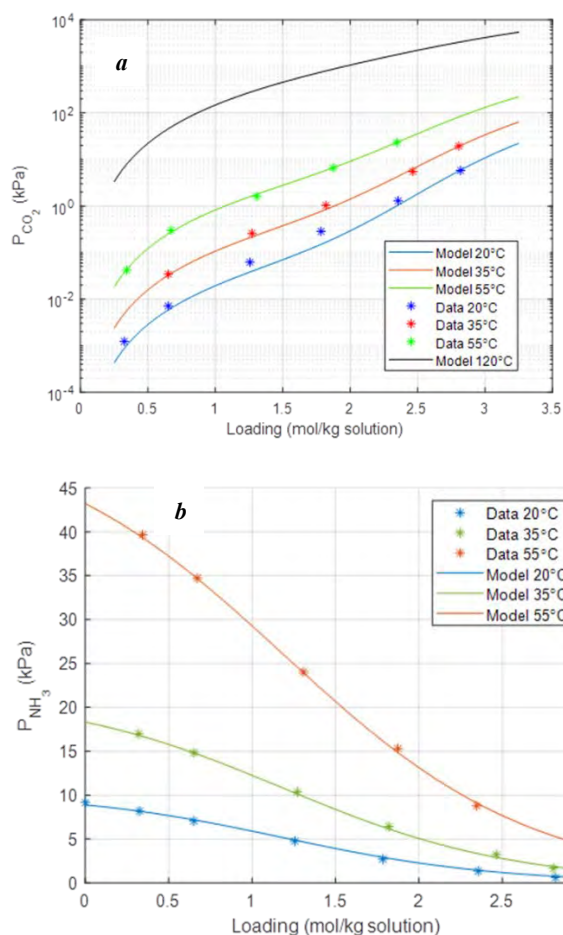 a
10^4
10^2
10^0
10^-2
10^-4
P_CO2 (kPa)
Model 20°C
Model 35°C
Model 55°C
Data 20°C
Data 35°C
Data 55°C
Model 120°C
0 0.5 1 1.5 2 2.5 3 3.5
Loading (mol/kg solution)
b
45
40
35
30
25
20
15
10
5
0
P_NH3 (kPa)
Data 20°C
Data 35°C
Data 55°C
Model 20°C
Model 35°C
Model 55°C
0 0.5 1 1.5 2 2.5
Loading (mol/kg solution)